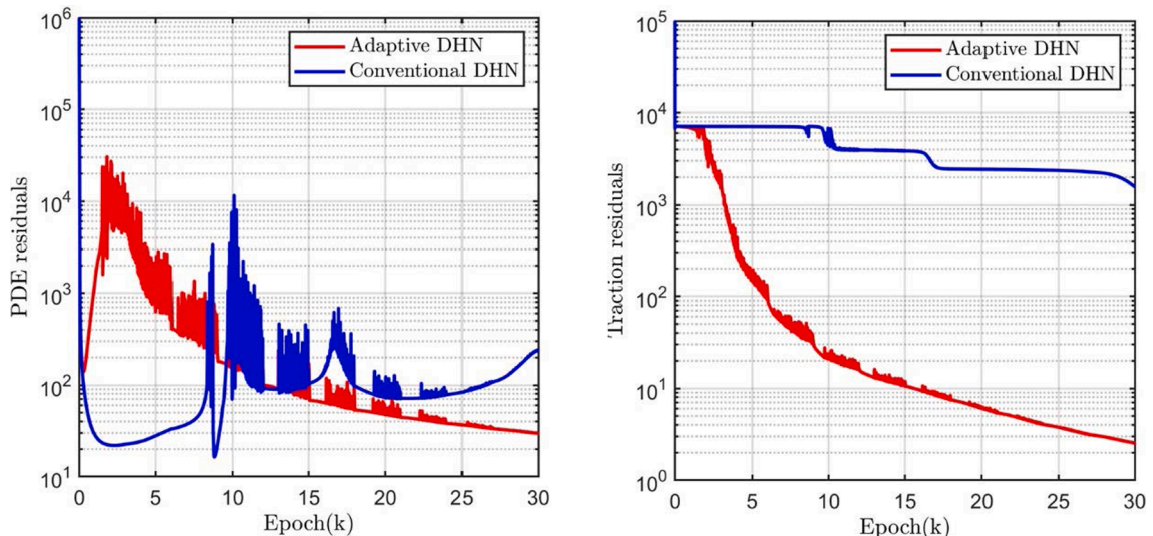 10^6
10^5
10^4
10^3
10^2
10^1
PDE residuals
Adaptive DHN
Conventional DHN
0 5 10 15 20 25 30
Epoch(k)
10^5
10^4
10^3
10^2
10^1
10^0
Traction residuals
Adaptive DHN
Conventional DHN
0 5 10 15 20 25 30
Epoch(k)